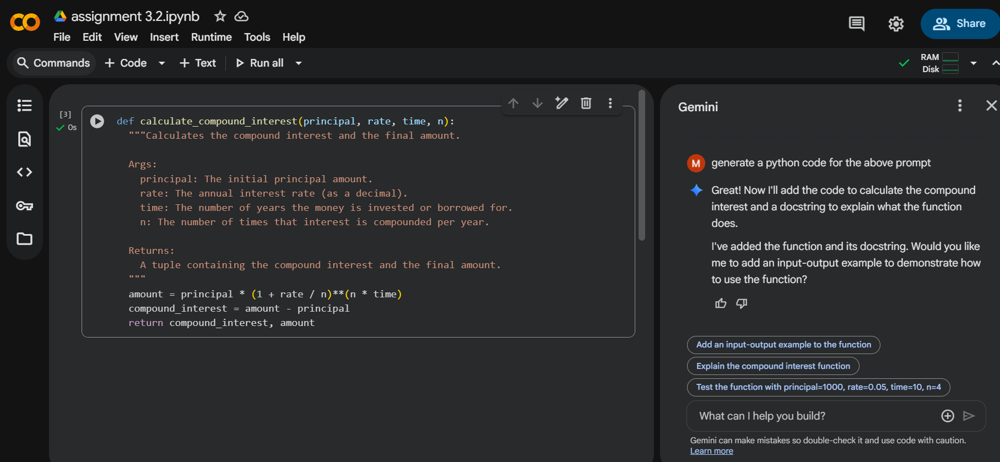 assignment 3.2.ipynb
File Edit View Insert Runtime Tools Help
Share
Commands + Code + Text Run all
RAM
Disk
[3]
0s
def calculate_compound_interest(principal, rate, time, n):
"""Calculates the compound interest and the final amount.
Args:
principal: The initial principal amount.
rate: The annual interest rate (as a decimal).
time: The number of years the money is invested or borrowed for.
n: The number of times that interest is compounded per year.
Returns:
A tuple containing the compound interest and the final amount.
"""
amount = principal * (1 + rate / n)**(n * time)
compound_interest = amount - principal
return compound_interest, amount
Gemini
M
generate a python code for the above prompt
Great! Now I'll add the code to calculate the compound
interest and a docstring to explain what the function
does.
I've added the function and its docstring. Would you like
me to add an input-output example to demonstrate how
to use the function?
Add an input-output example to the function
Explain the compound interest function
Test the function with principal=1000, rate=0.05, time=10, n=4
What can I help you build?
Gemini can make mistakes so double-check it and use code with caution.
Learn more